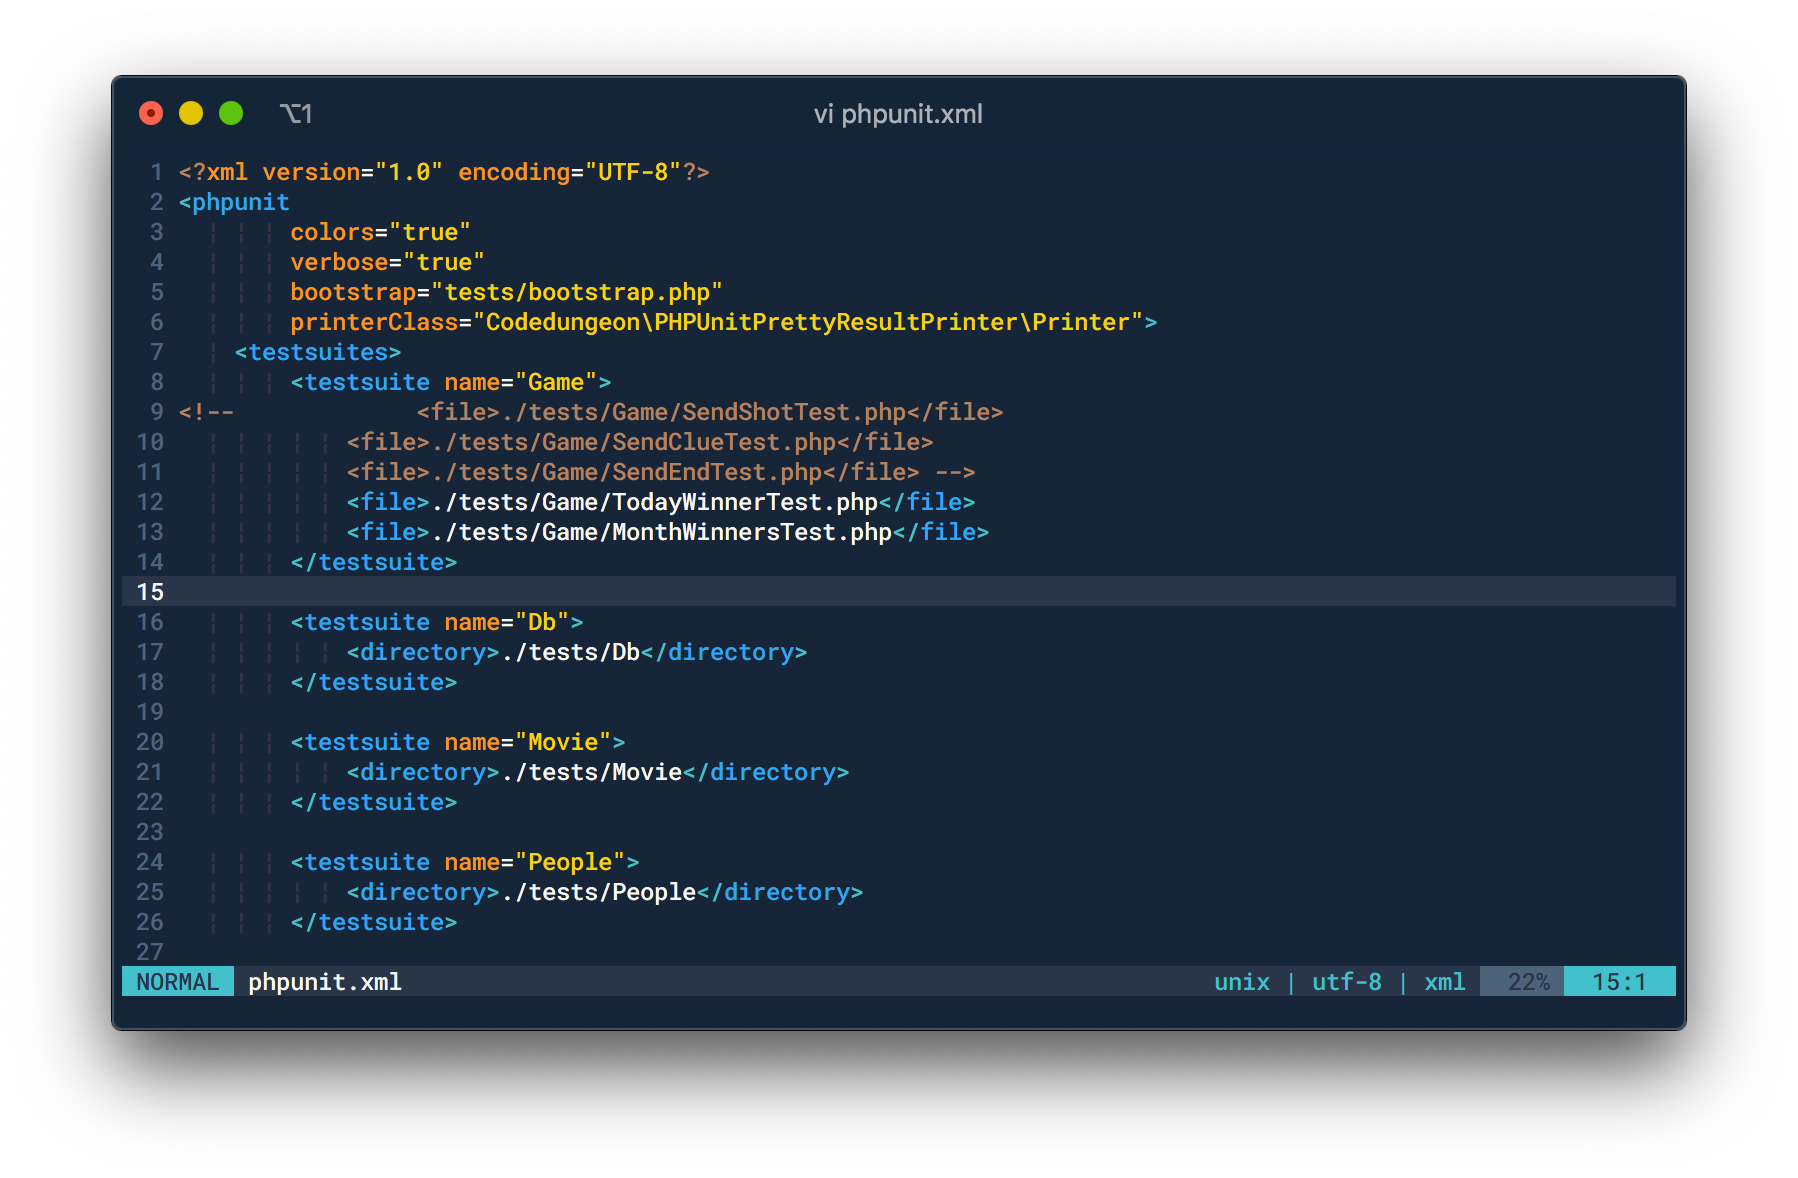 ⌥1 vi phpunit.xml
1 <?xml version="1.0" encoding="UTF-8"?>
2 <phpunit
3         colors="true"
4         verbose="true"
5         bootstrap="tests/bootstrap.php"
6         printerClass="Codedungeon\PHPUnitPrettyResultPrinter\Printer">
7     <testsuites>
8         <testsuite name="Game">
9 <!--             <file>./tests/Game/SendShotTest.php</file>
10             <file>./tests/Game/SendClueTest.php</file>
11             <file>./tests/Game/SendEndTest.php</file> -->
12             <file>./tests/Game/TodayWinnerTest.php</file>
13             <file>./tests/Game/MonthWinnersTest.php</file>
14         </testsuite>
15
16         <testsuite name="Db">
17             <directory>./tests/Db</directory>
18         </testsuite>
19
20         <testsuite name="Movie">
21             <directory>./tests/Movie</directory>
22         </testsuite>
23
24         <testsuite name="People">
25             <directory>./tests/People</directory>
26         </testsuite>
27
NORMAL phpunit.xml unix | utf-8 | xml 22% 15:1